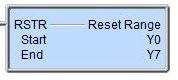 RSTR Reset Range
Start Y0
End Y7